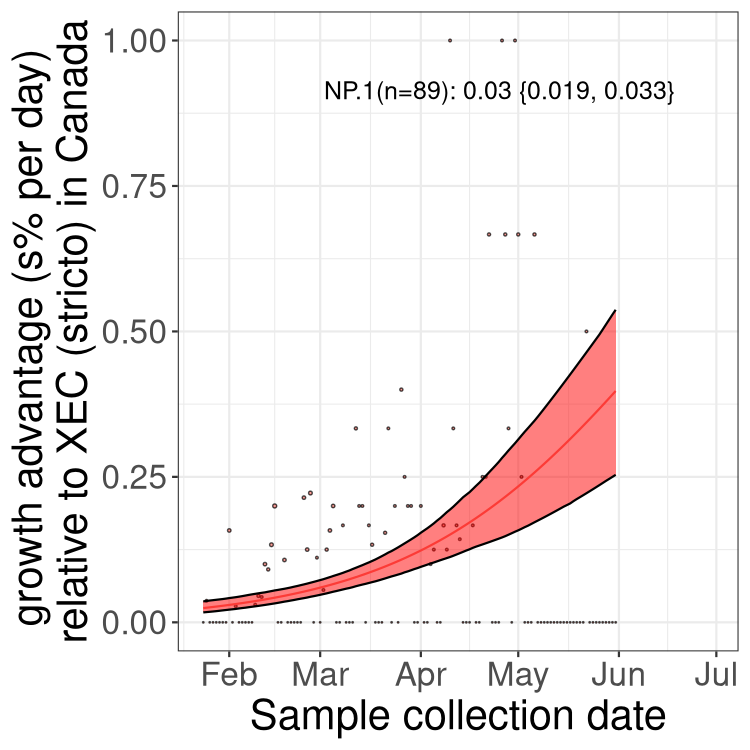 growth advantage (s% per day)
relative to XEC (stricto) in Canada
1.00
NP.1(n=89): 0.03 {0.019, 0.033}
0.75
0.50
0.25
0.00
Feb Mar Apr May Jun Jul
Sample collection date